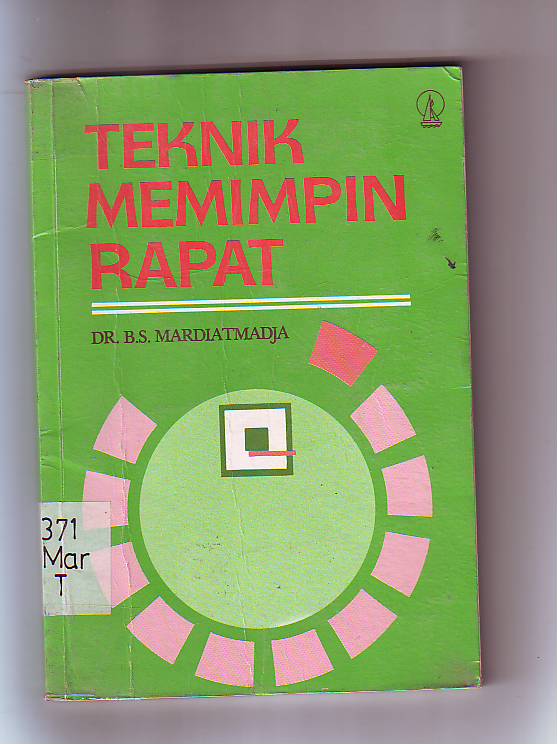 TEKNIK
MEMIMPIN
RAPAT
DR. B.S. MARDIATMADJA
371
Mar
T